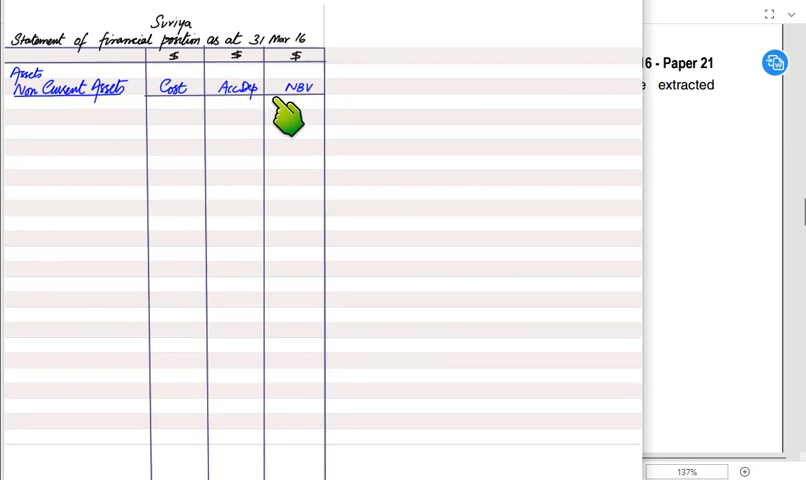 Suriya
Statement of financial position as at 31 Mar 16
$ $ $
Assets
Non Current Assets Cost Acc.Dep NBV
16 - Paper 21
extracted
137%